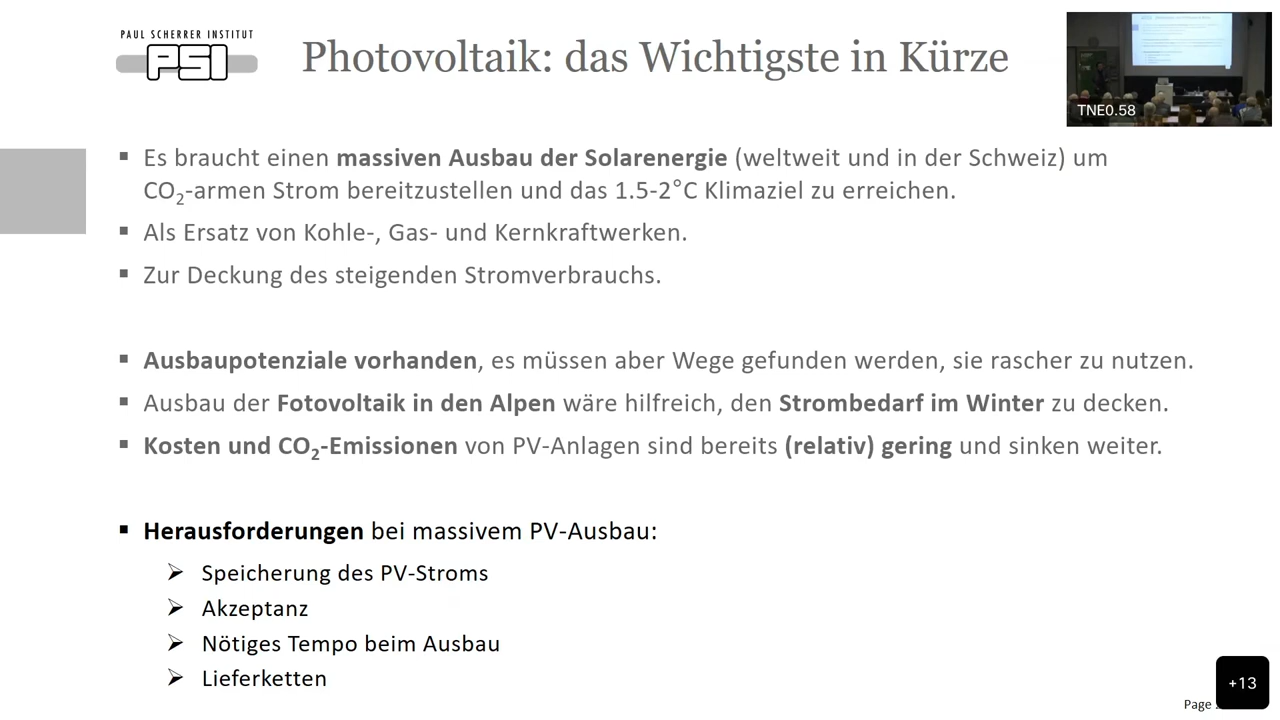 PAUL SCHERRER INSTITUT
PSI
Photovoltaik: das Wichtigste in Kürze
TNE0.58
▪ Es braucht einen massiven Ausbau der Solarenergie (weltweit und in der Schweiz) um
CO₂-armen Strom bereitzustellen und das 1.5-2°C Klimaziel zu erreichen.
▪ Als Ersatz von Kohle-, Gas- und Kernkraftwerken.
▪ Zur Deckung des steigenden Stromverbrauchs.
▪ Ausbaupotenziale vorhanden, es müssen aber Wege gefunden werden, sie rascher zu nutzen.
▪ Ausbau der Fotovoltaik in den Alpen wäre hilfreich, den Strombedarf im Winter zu decken.
▪ Kosten und CO₂-Emissionen von PV-Anlagen sind bereits (relativ) gering und sinken weiter.
▪ Herausforderungen bei massivem PV-Ausbau:
➢ Speicherung des PV-Stroms
➢ Akzeptanz
➢ Nötiges Tempo beim Ausbau
➢ Lieferketten
+13
Page